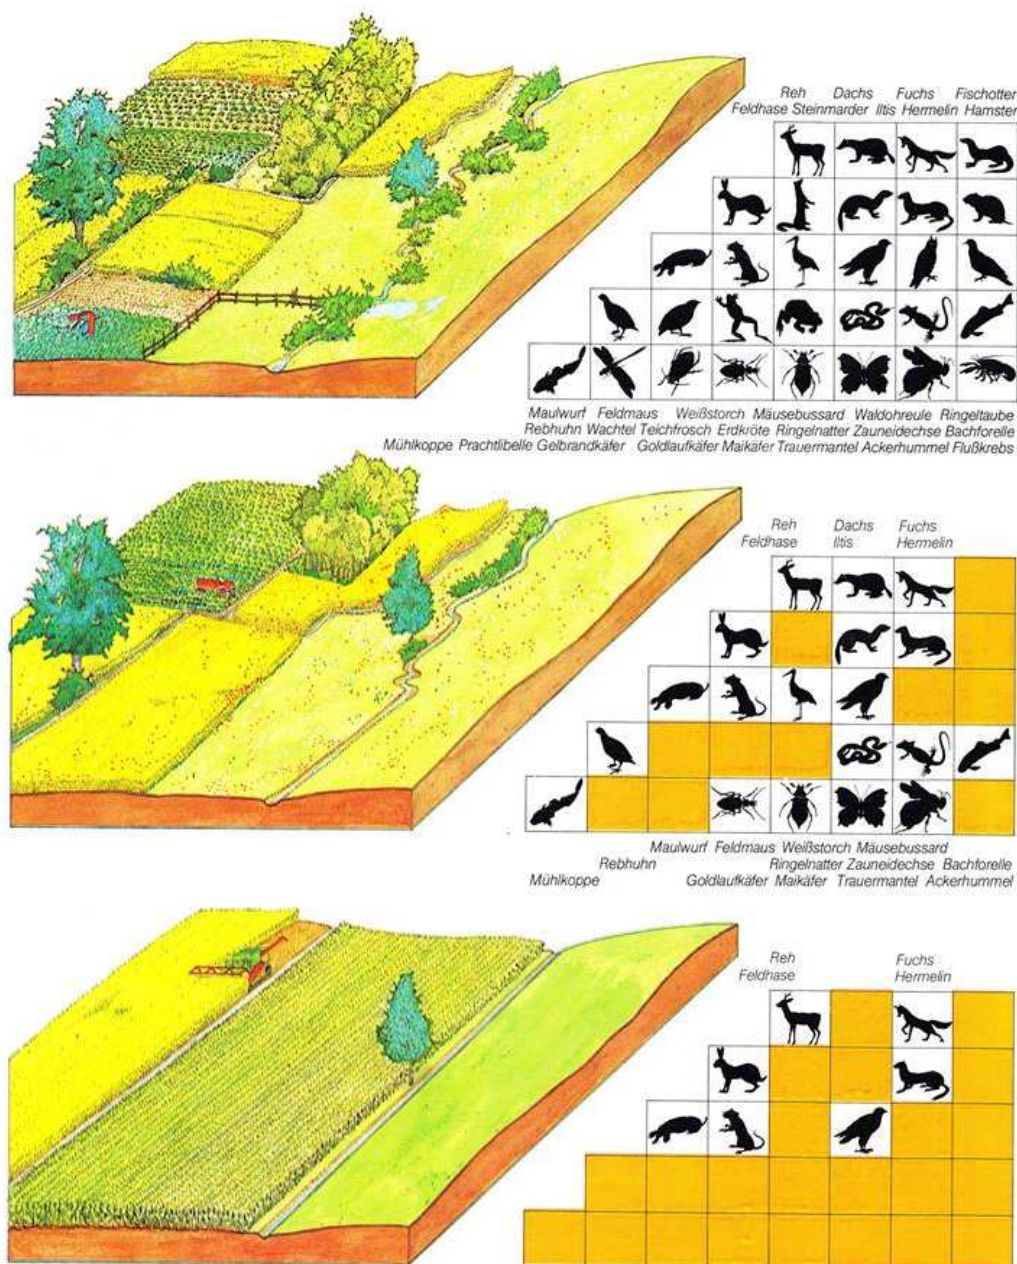 Reh Dachs Fuchs Fischotter
Feldhase Steinmarder Iltis Hermelin Hamster
Maulwurf Feldmaus Weißstorch Mäusebussard Waldohreule Ringeltaube
Rebhuhn Wachtel Teichfrosch Erdkröte Ringelnatter Zauneidechse Bachforelle
Mühlkoppe Prachtlibelle Gelbrandkäfer Goldlaufkäfer Maikäfer Trauermantel Ackerhummel Flußkrebs
Reh Dachs Fuchs
Feldhase Iltis Hermelin
Maulwurf Feldmaus Weißstorch Mäusebussard
Rebhuhn Ringelnatter Zauneidechse Bachforelle
Mühlkoppe Goldlaufkäfer Maikäfer Trauermantel Ackerhummel
Reh Fuchs
Feldhase Hermelin